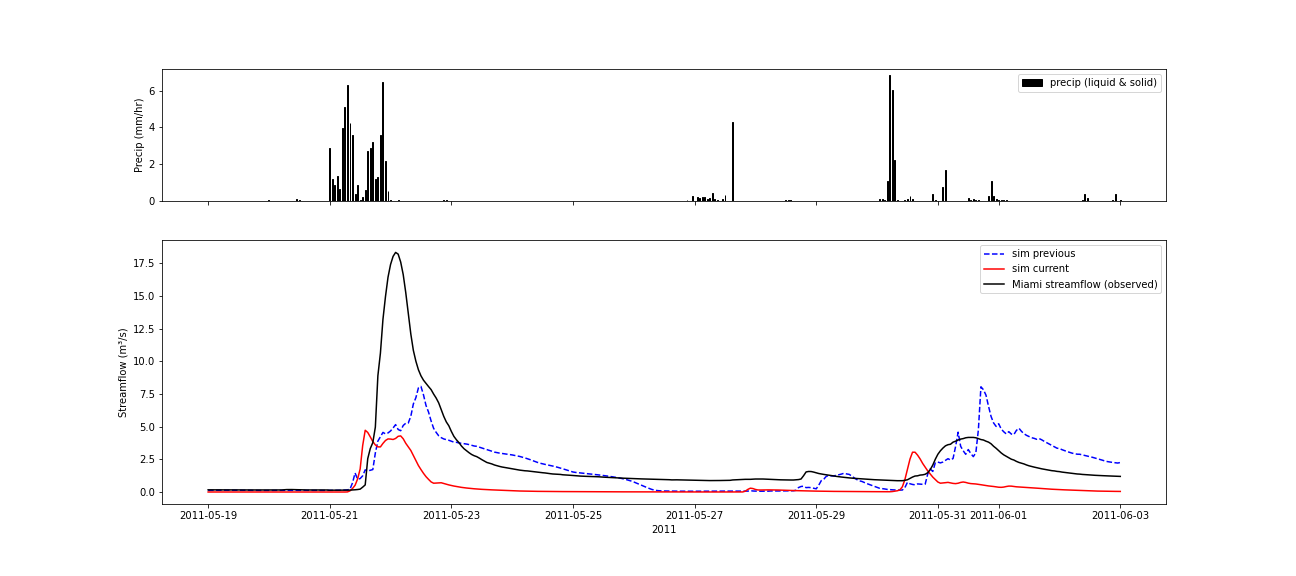 precip (liquid & solid)
Precip (mm/hr)
6
4
2
0
sim previous
sim current
Miami streamflow (observed)
Streamflow (m³/s)
17.5
15.0
12.5
10.0
7.5
5.0
2.5
0.0
2011-05-19 2011-05-21 2011-05-23 2011-05-25 2011-05-27 2011-05-29 2011-05-31 2011-06-01 2011-06-03
2011